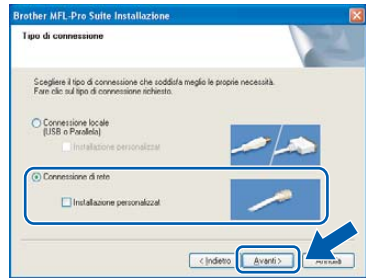 Brother MFL-Pro Suite Installazione
Tipo di connessione
Scegliere il tipo di connessione che soddisfa meglio le proprie necessità.
Fare clic sul tipo di connessione richiesto.
Connessione locale
(USB o Parallela)
Installazione personalizzat
Connessione di rete
Installazione personalizzat
< Indietro
Avanti >